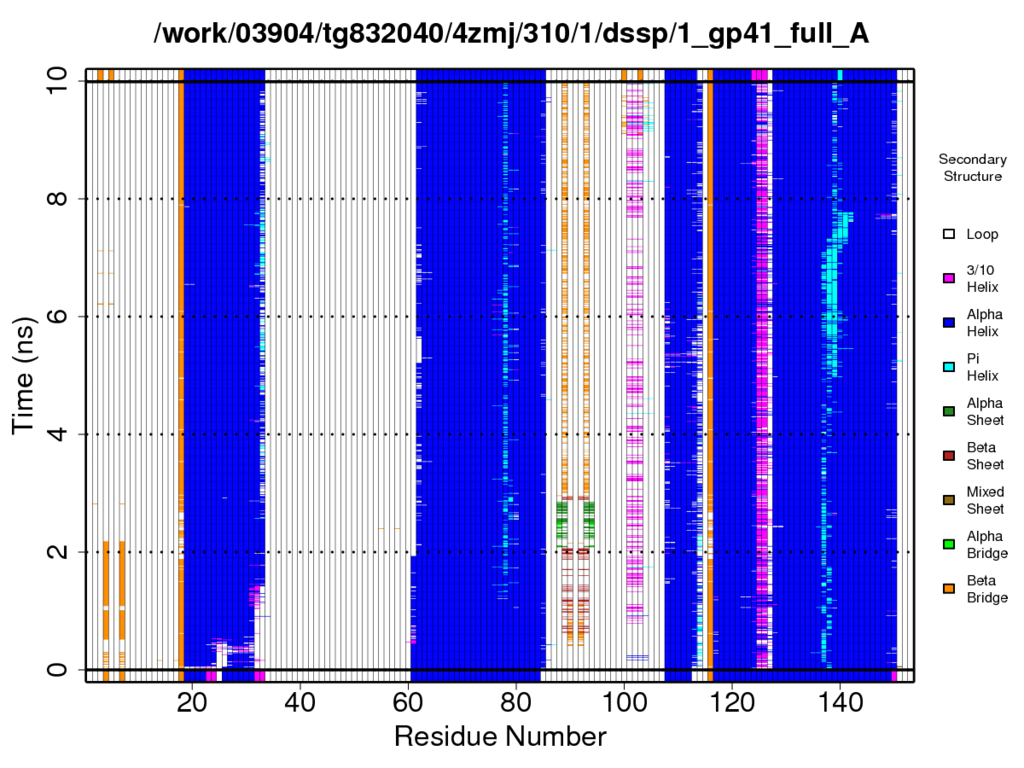 /work/03904/tg832040/4zmj/310/1/dssp/1_gp41_full_A
10
8
6
4
2
0
Time (ns)
20 40 60 80 100 120 140
Residue Number
Secondary
Structure
Loop
3/10
Helix
Alpha
Helix
Pi
Helix
Alpha
Sheet
Beta
Sheet
Mixed
Sheet
Alpha
Bridge
Beta
Bridge